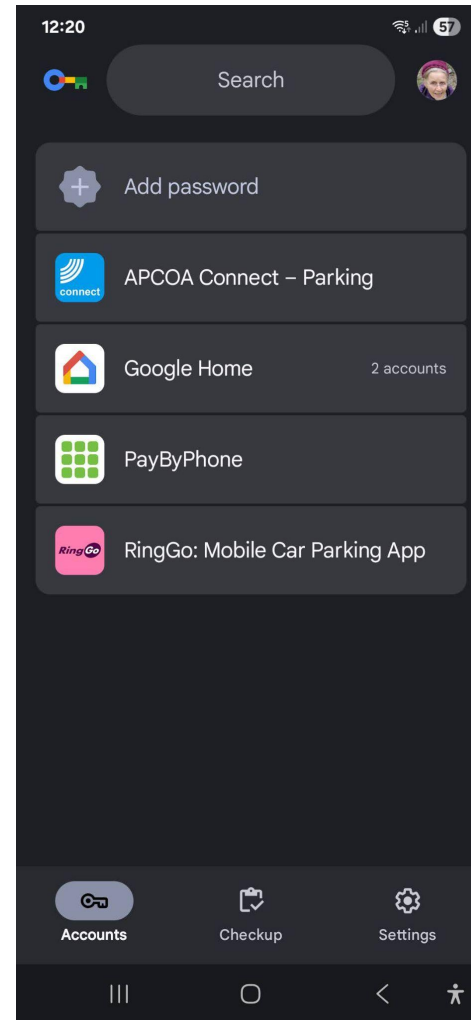 12:20
57
Search
Add password
connect
APCOA Connect – Parking
Google Home
2 accounts
PayByPhone
RingGo
RingGo: Mobile Car Parking App
Accounts
Checkup
Settings